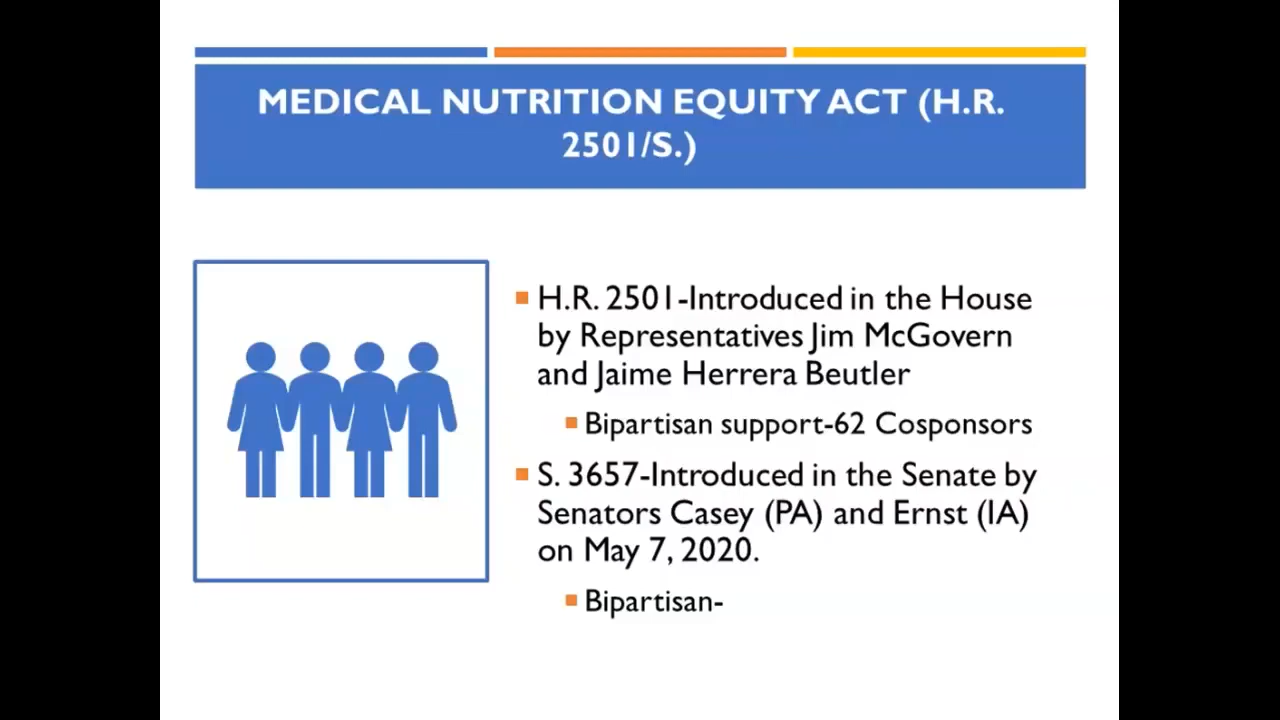 MEDICAL NUTRITION EQUITY ACT (H.R.
2501/S.)
H.R. 2501-Introduced in the House
by Representatives Jim McGovern
and Jaime Herrera Beutler
Bipartisan support-62 Cosponsors
S. 3657-Introduced in the Senate by
Senators Casey (PA) and Ernst (IA)
on May 7, 2020.
Bipartisan-